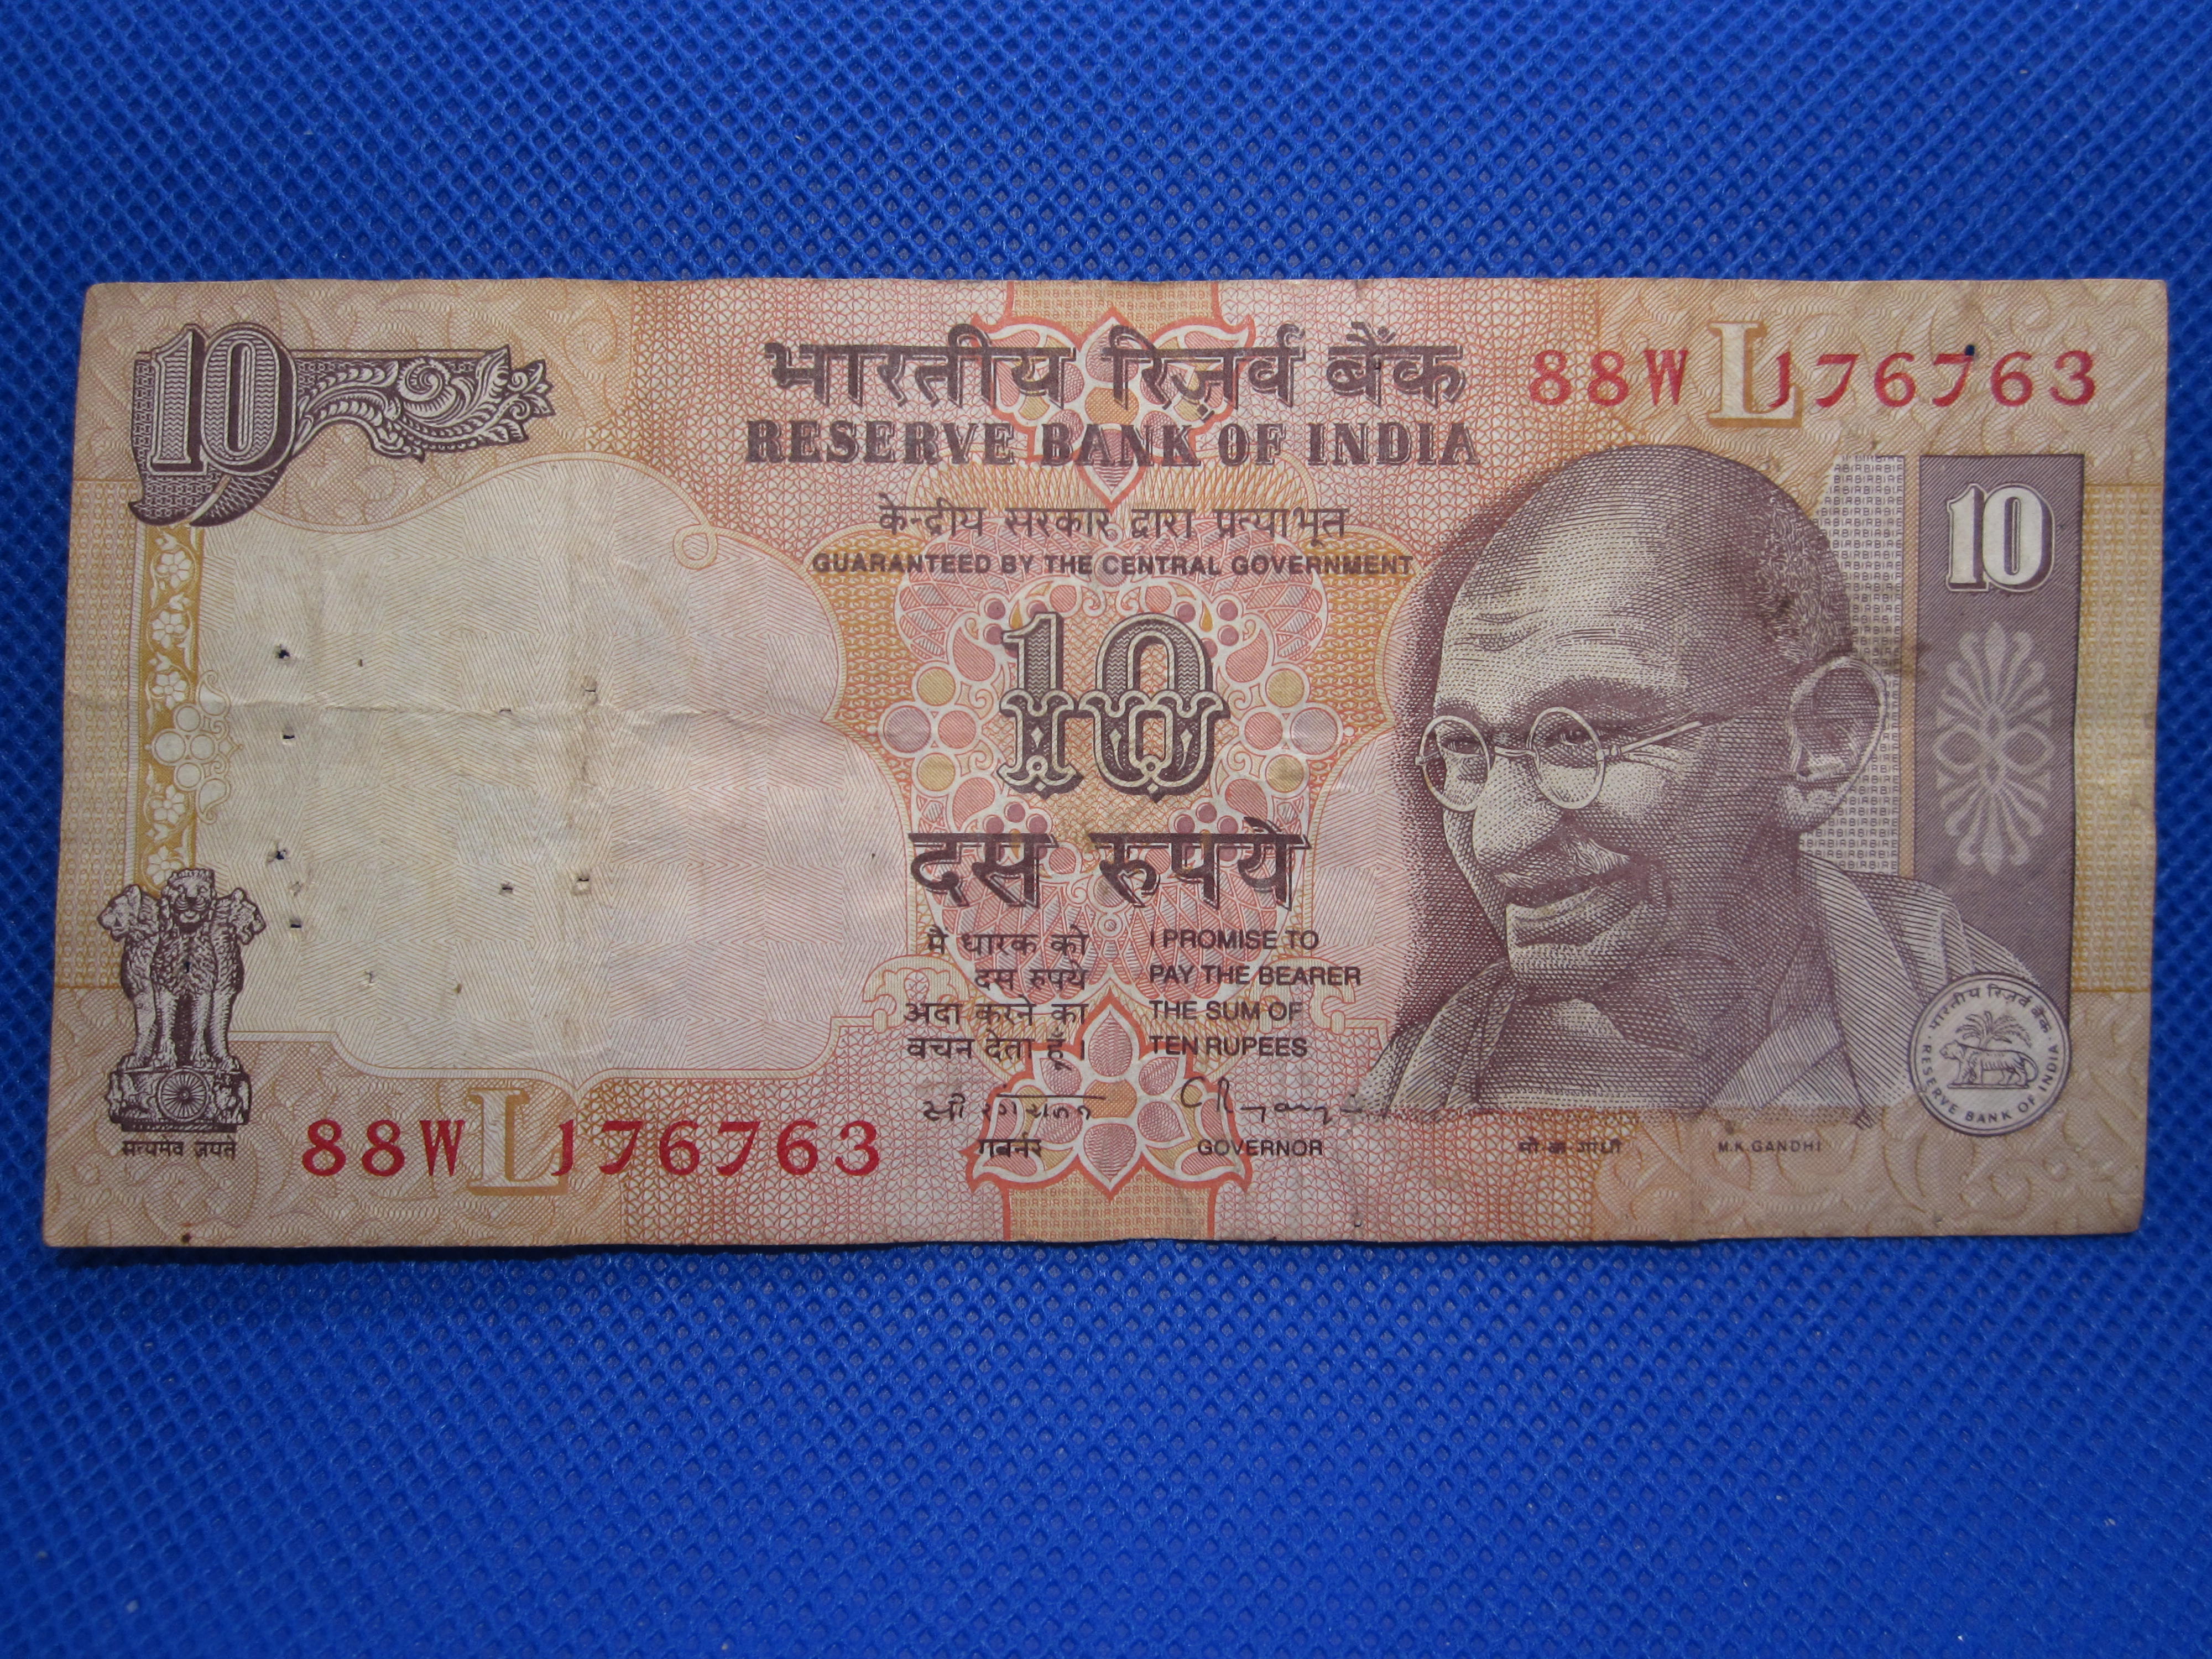 10
भारतीय रिज़र्व बैंक
88W 176763
L
RESERVE BANK OF INDIA
केन्द्रीय सरकार द्वारा प्रत्याभूत
GUARANTEED BY THE CENTRAL GOVERNMENT
10
10
दस रुपये
मैं धारक को
दस रुपये
अदा करने का
वचन देता हूँ।
I PROMISE TO
PAY THE BEARER
THE SUM OF
TEN RUPEES
सत्यमेव जयते
88W 176763
L
गवर्नर
GOVERNOR
मो॰क॰गांधी
M.K.GANDHI
भारतीय रिज़र्व बैंक
RESERVE BANK OF INDIA